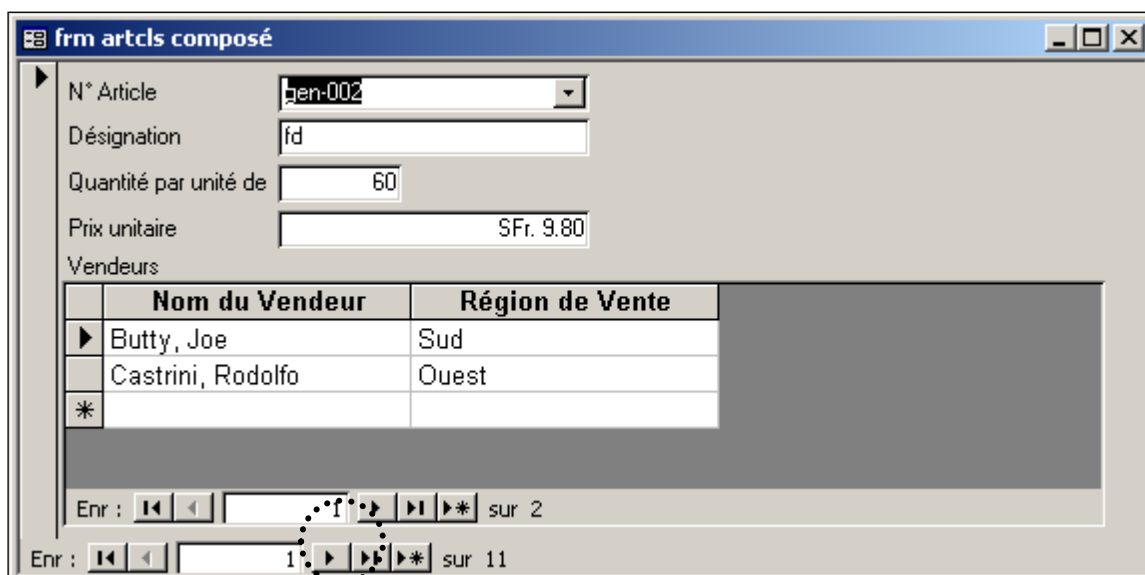 frm artcls composé
N° Article gen-002
Désignation fd
Quantité par unité de 60
Prix unitaire SFr. 9.80
Vendeurs
Nom du Vendeur Région de Vente
Butty, Joe Sud
Castrini, Rodolfo Ouest
Enr : 1 sur 2
Enr : 1 sur 11